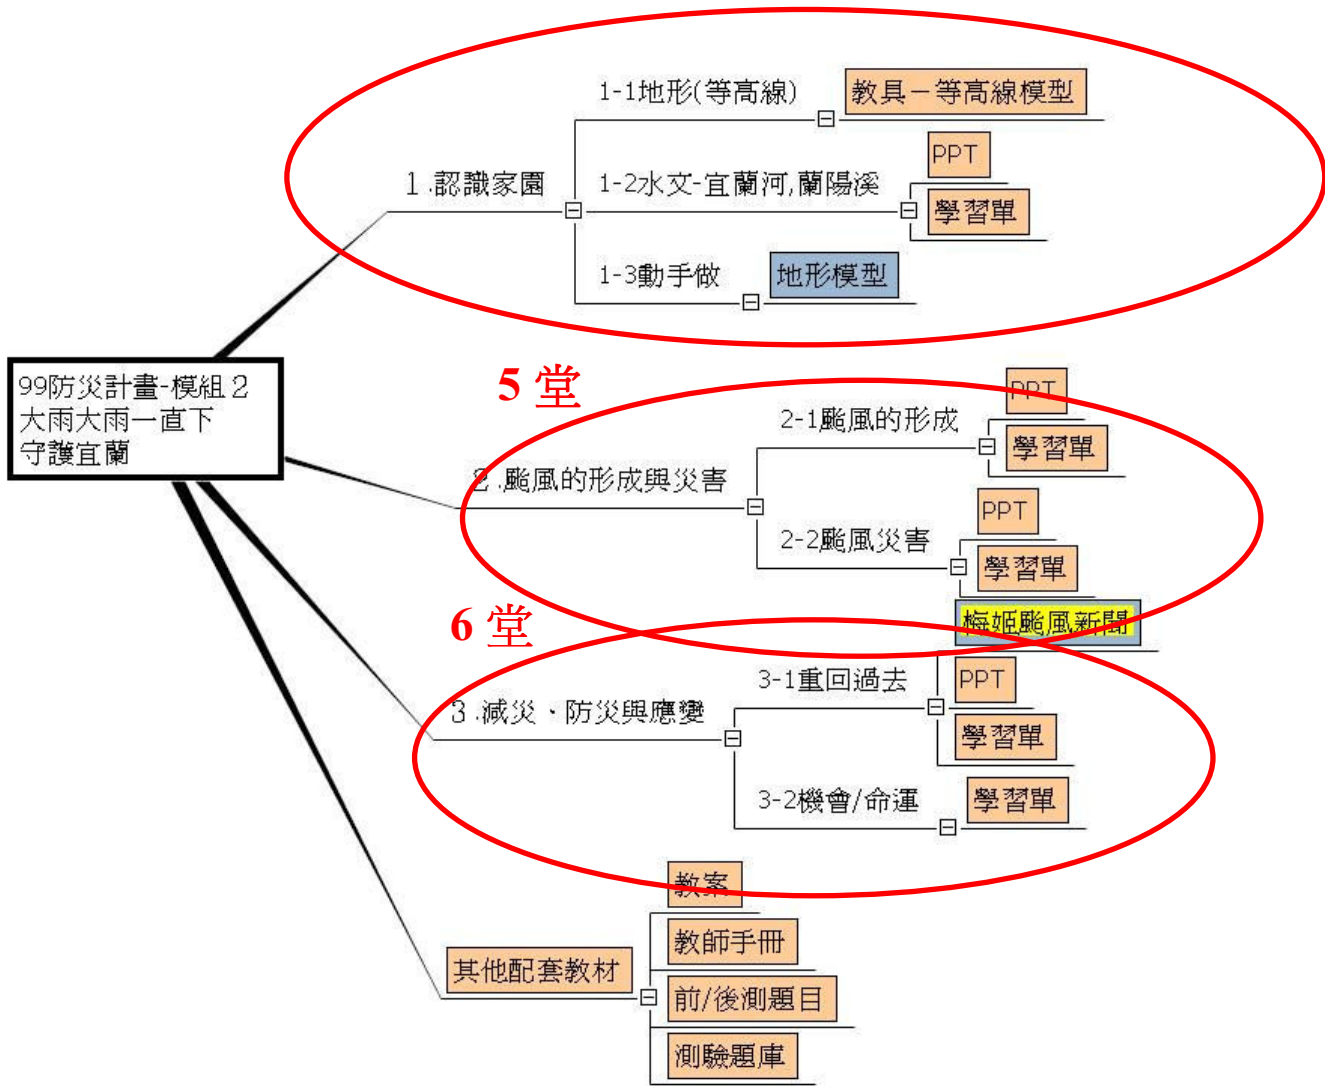 1-1地形(等高線)
教具－等高線模型
PPT
1.認識家園
1-2水文-宜蘭河,蘭陽溪
學習單
1-3動手做
地形模型
99防災計畫-模組2
大雨大雨一直下
守護宜蘭
5 堂
PPT
2-1颱風的形成
學習單
2.颱風的形成與災害
PPT
2-2颱風災害
學習單
6 堂
梅姬颱風新聞
3-1重回過去
PPT
3.減災、防災與應變
學習單
3-2機會/命運
學習單
教案
教師手冊
其他配套教材
前/後測題目
測驗題庫